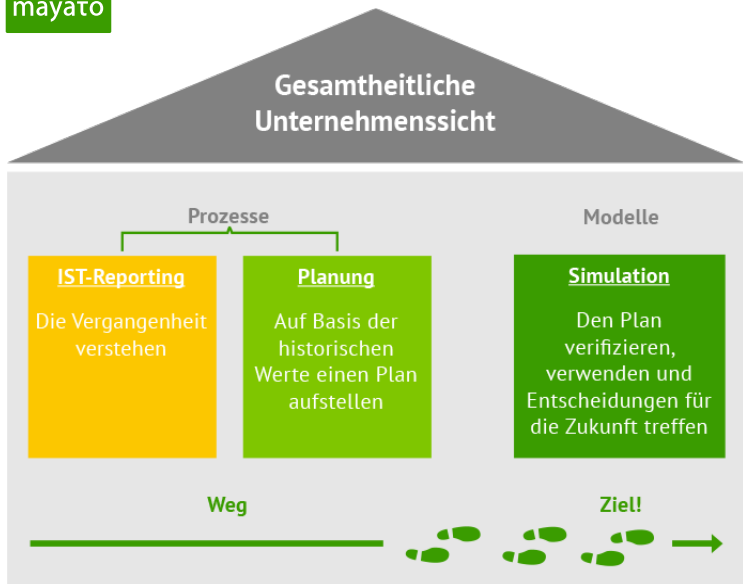 mayato
Gesamtheitliche
Unternehmenssicht
Prozesse
Modelle
IST-Reporting
Die Vergangenheit
verstehen
Planung
Auf Basis der
historischen
Werte einen Plan
aufstellen
Simulation
Den Plan
verifizieren,
verwenden und
Entscheidungen für
die Zukunft treffen
Weg
Ziel!